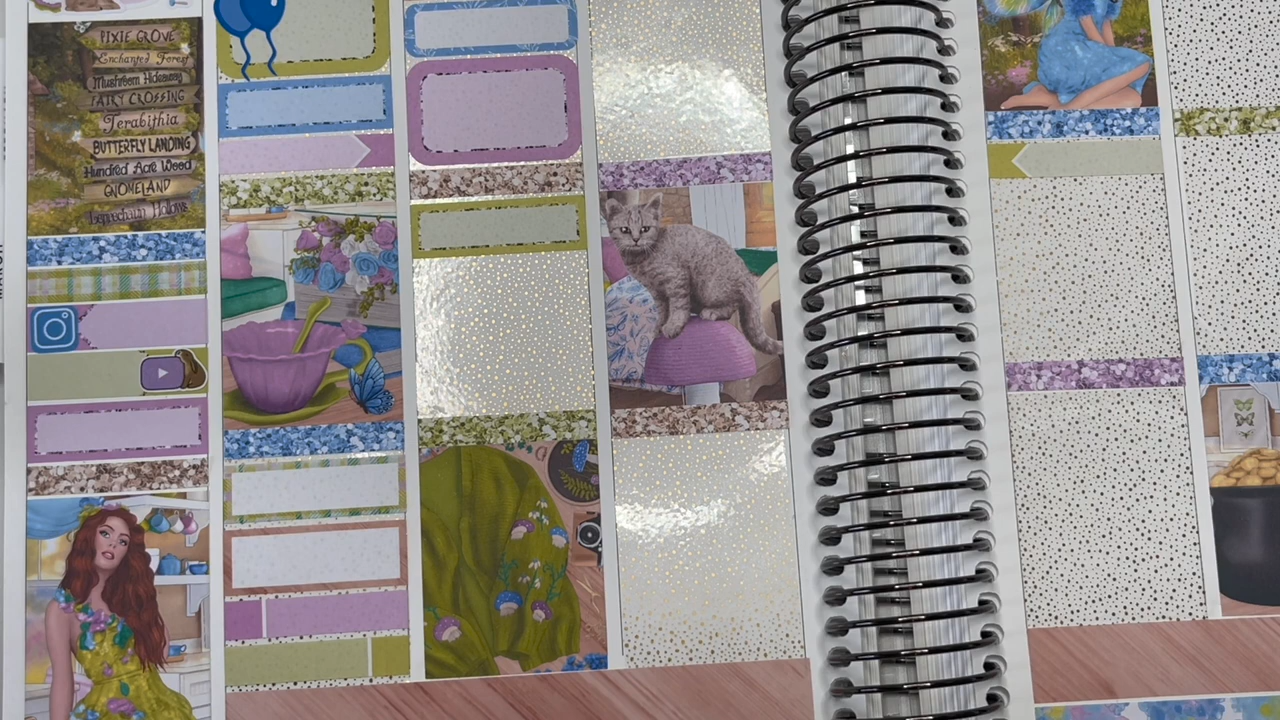 PIXIE GROVE
Enchanted Forest
Mushroom Hideaway
FAIRY CROSSING
Terabithia
BUTTERFLY LANDING
Hundred Acre Wood
GNOMELAND
Leprechaun Hollows